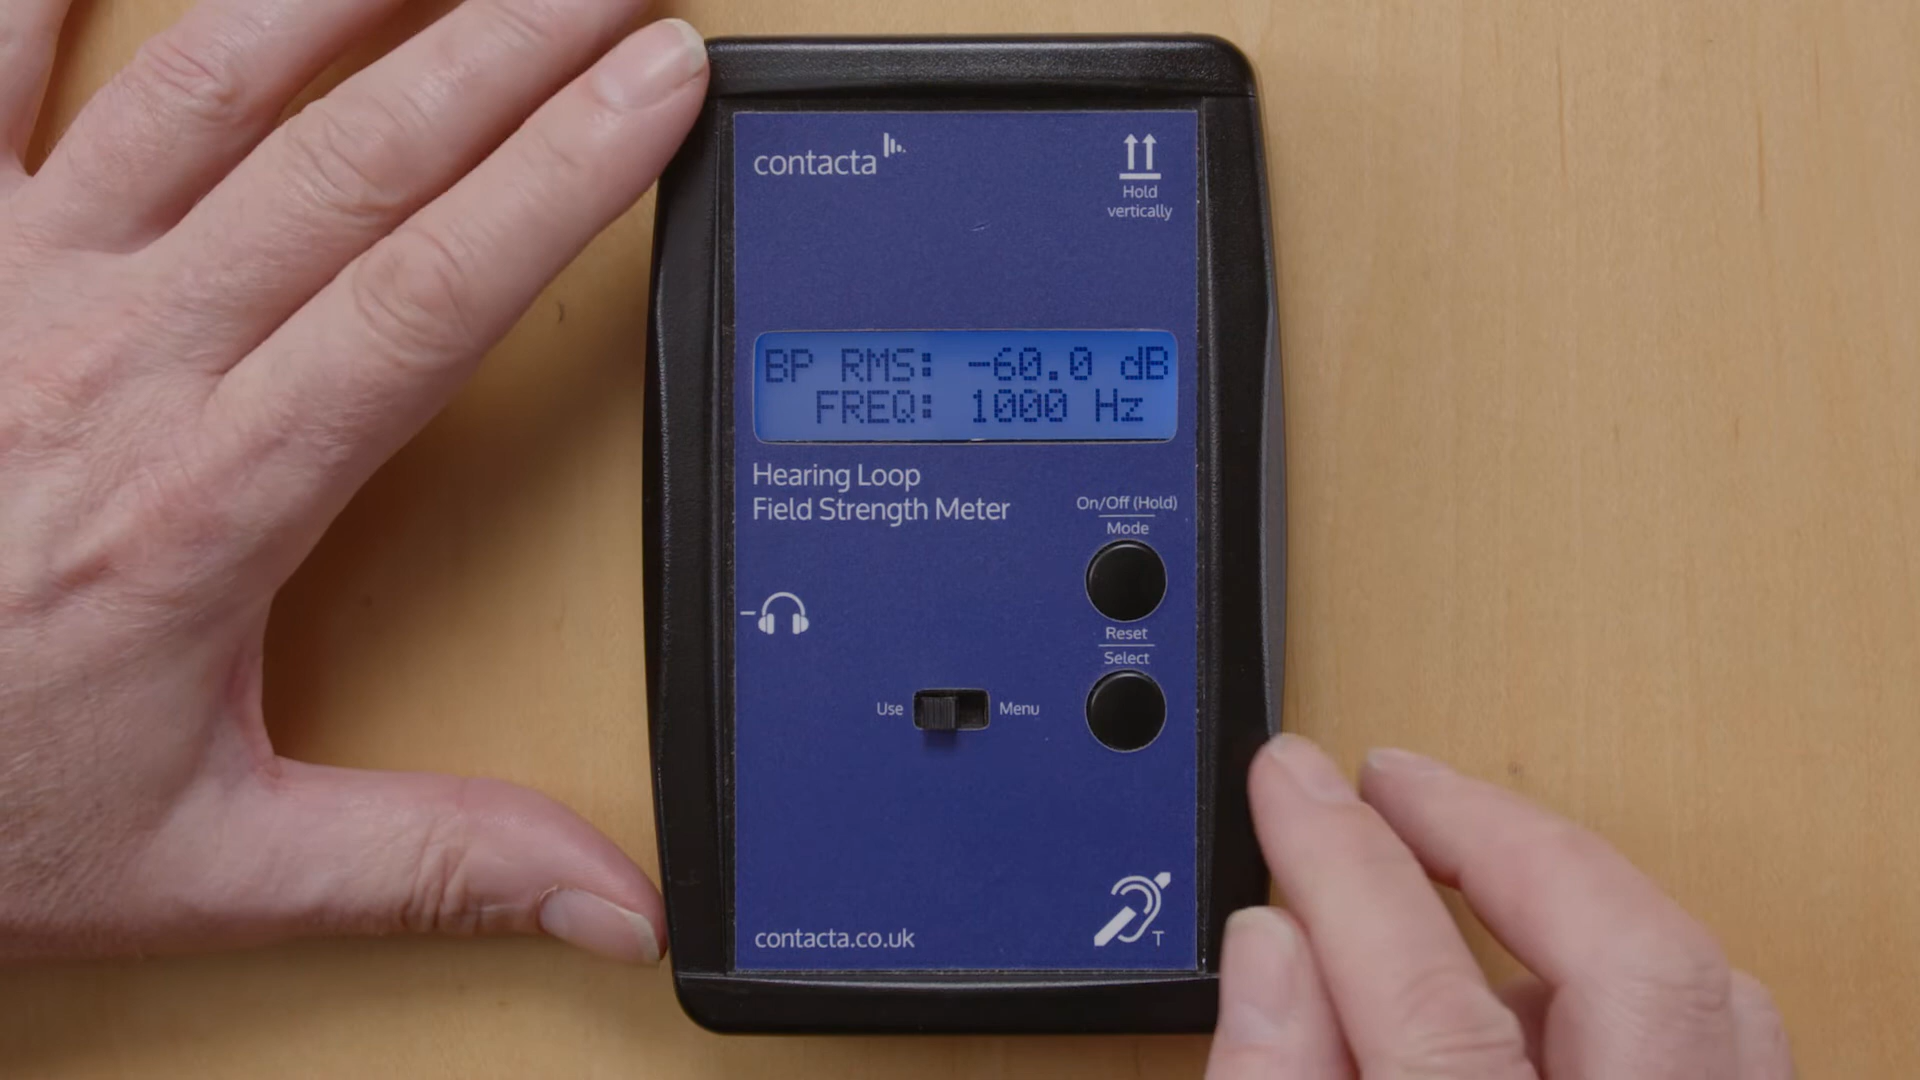 contacta
Hold
vertically
BP RMS: -60.0 dB
FREQ: 1000 Hz
Hearing Loop
Field Strength Meter
On/Off (Hold)
Mode
Reset
Select
Use
Menu
contacta.co.uk
T